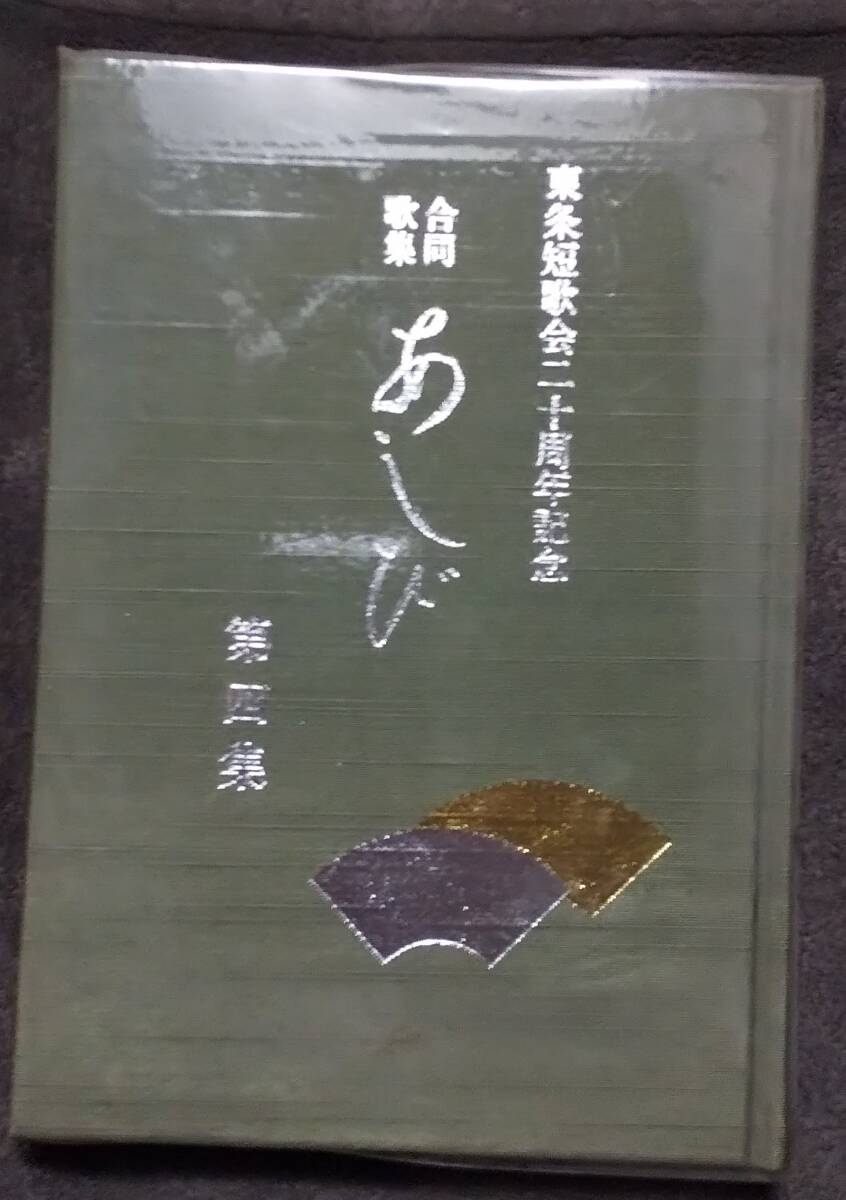 東条短歌会二十周年記念
合同
歌集
あしび
第四集